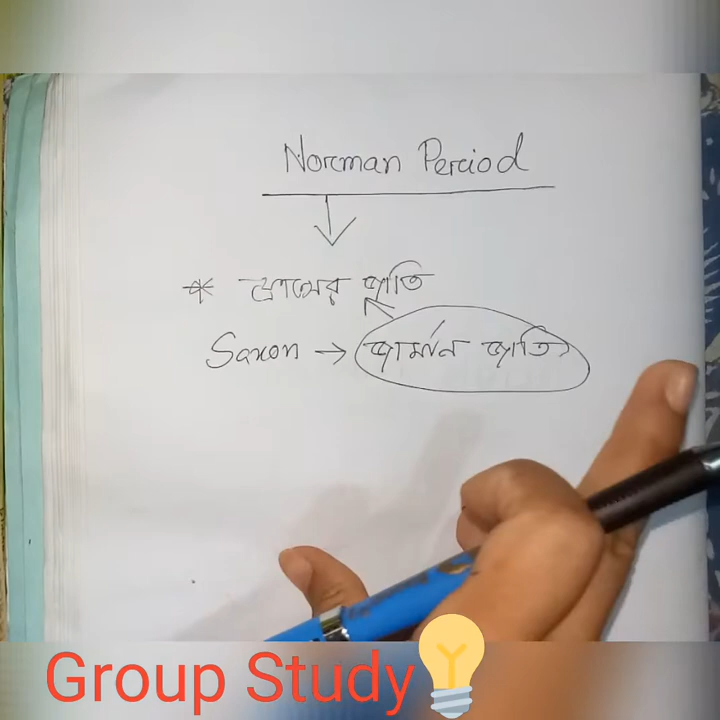 Norman Period
* ফ্রান্সের জাতি
Saxon → (জার্মান জাতি)
Group Study